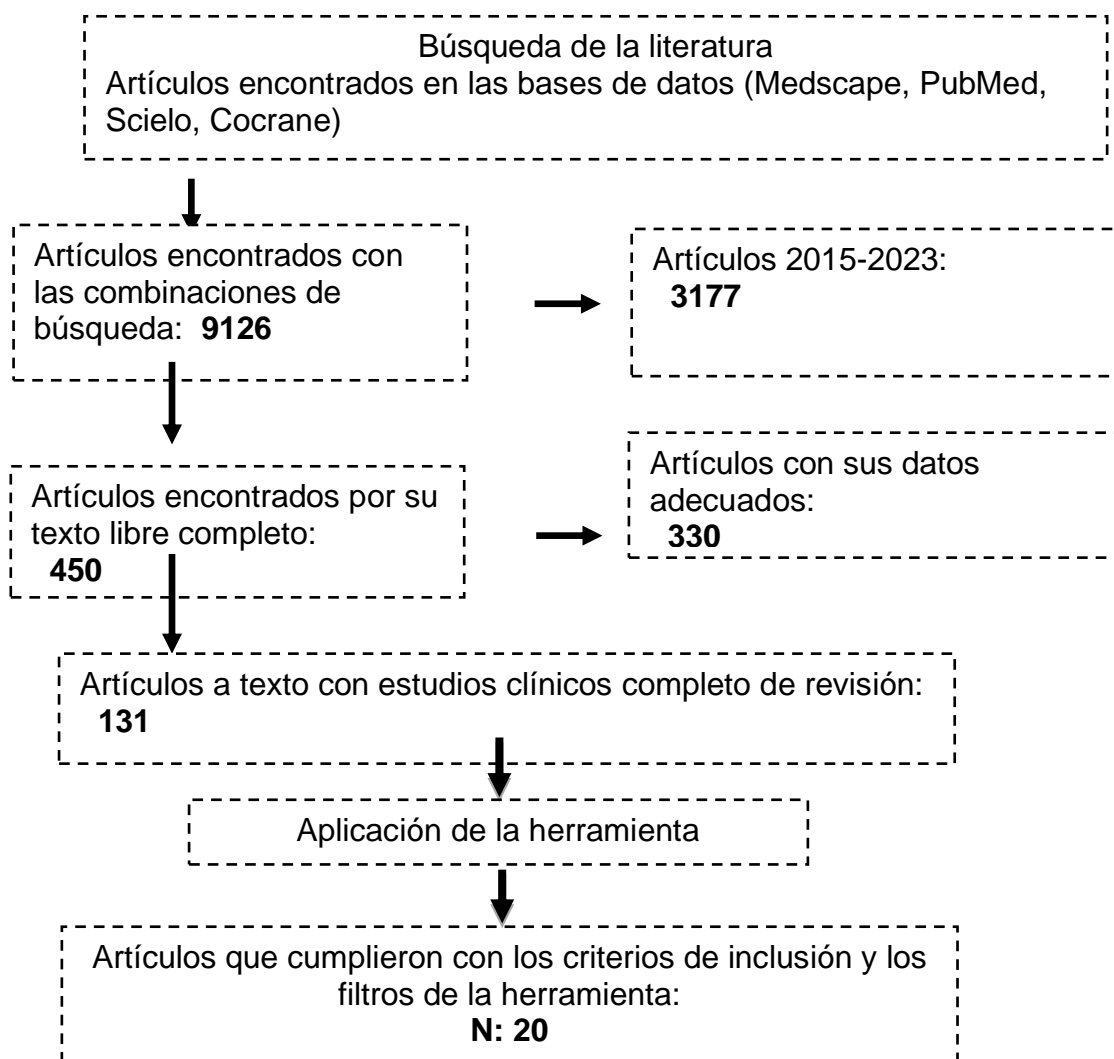 Búsqueda de la literatura
Artículos encontrados en las bases de datos (Medscape, PubMed,
Scielo, Cocrane)
Artículos encontrados con
las combinaciones de
búsqueda: 9126
Artículos 2015-2023:
3177
Artículos encontrados por su
texto libre completo:
450
Artículos con sus datos
adecuados:
330
Artículos a texto con estudios clínicos completo de revisión:
131
Aplicación de la herramienta
Artículos que cumplieron con los criterios de inclusión y los
filtros de la herramienta:
N: 20